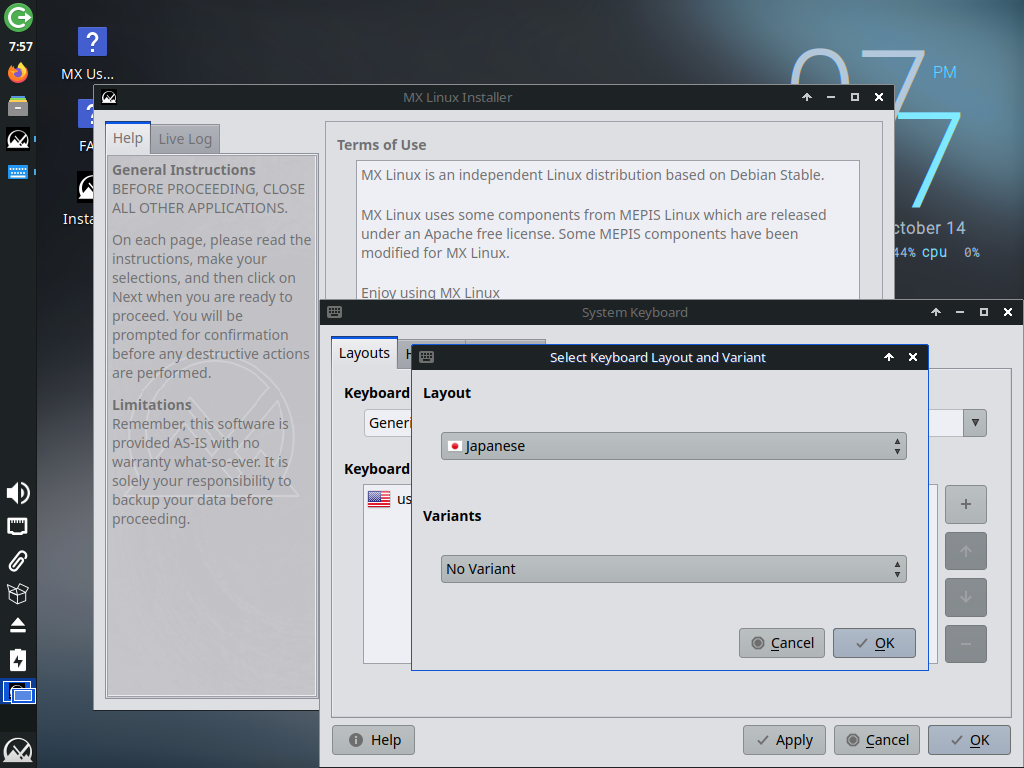 7:57
MX Us...
FA
Insta
07
PM
7
ctober 14
44% cpu 0%
MX Linux Installer
Help
Live Log
General Instructions
BEFORE PROCEEDING, CLOSE
ALL OTHER APPLICATIONS.
On each page, please read the
instructions, make your
selections, and then click on
Next when you are ready to
proceed. You will be
prompted for confirmation
before any destructive actions
are performed.
Limitations
Remember, this software is
provided AS-IS with no
warranty what-so-ever. It is
solely your responsibility to
backup your data before
proceeding.
Terms of Use
MX Linux is an independent Linux distribution based on Debian Stable.
MX Linux uses some components from MEPIS Linux which are released
under an Apache free license. Some MEPIS components have been
modified for MX Linux.
Enjoy using MX Linux
System Keyboard
Layouts
Keyboard
Generi
Keyboard
us
Select Keyboard Layout and Variant
Layout
Japanese
Variants
No Variant
Cancel
OK
Help
Apply
Cancel
OK